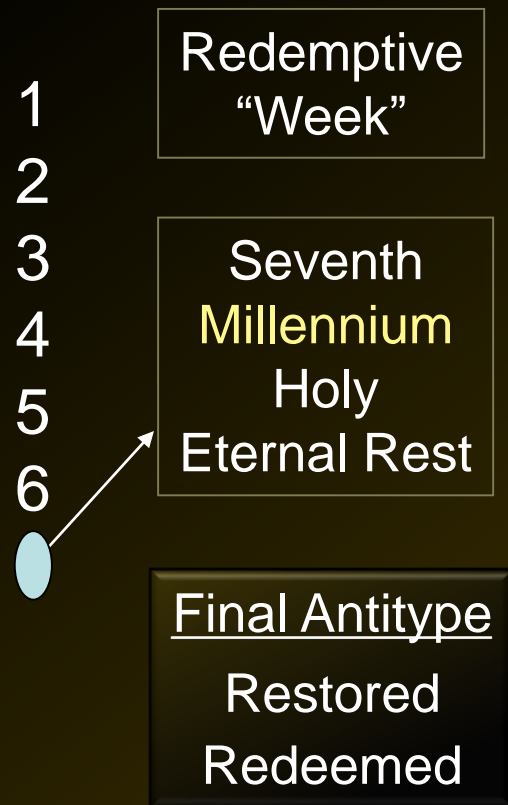 1
2
3
4
5
6
Redemptive
“Week”
Seventh
Millennium
Holy
Eternal Rest
Final Antitype
Restored
Redeemed